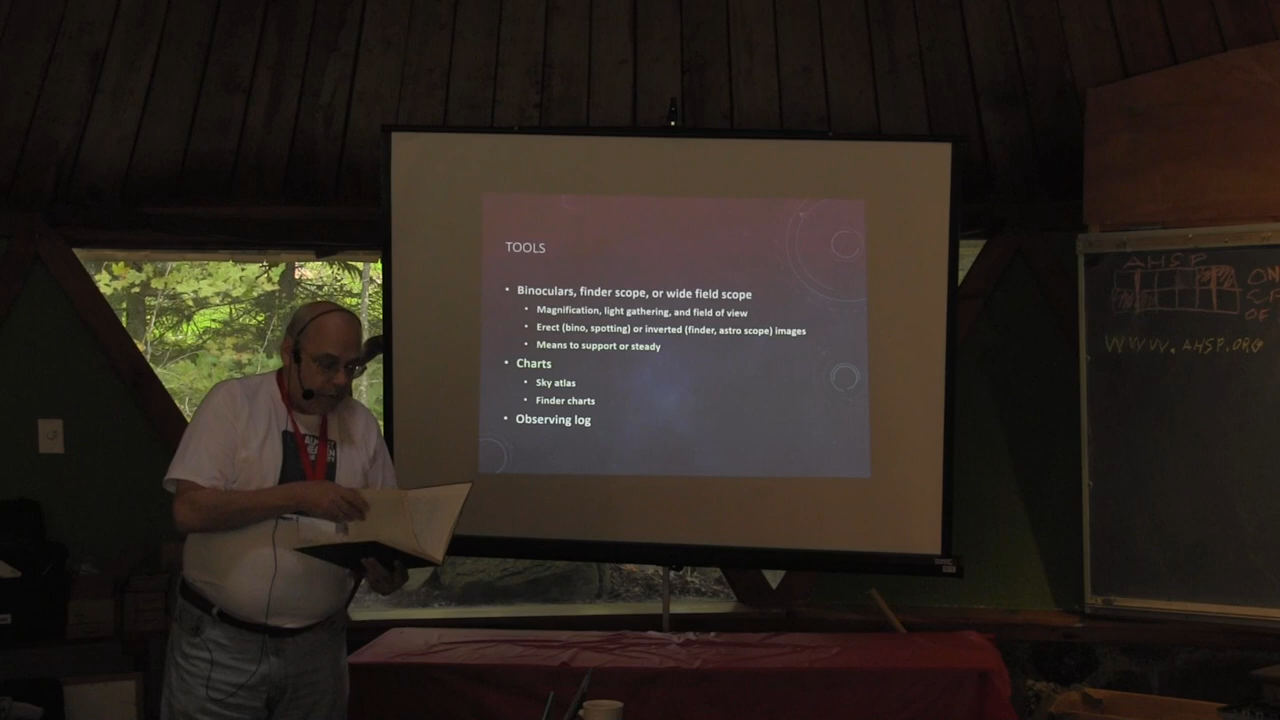 TOOLS
• Binoculars, finder scope, or wide field scope
• Magnification, light gathering, and field of view
• Erect (bino, spotting) or inverted (finder, astro scope) images
• Means to support or steady
• Charts
• Sky atlas
• Finder charts
• Observing log
AHSP
ON
OF
WWW.AHSP.ORG